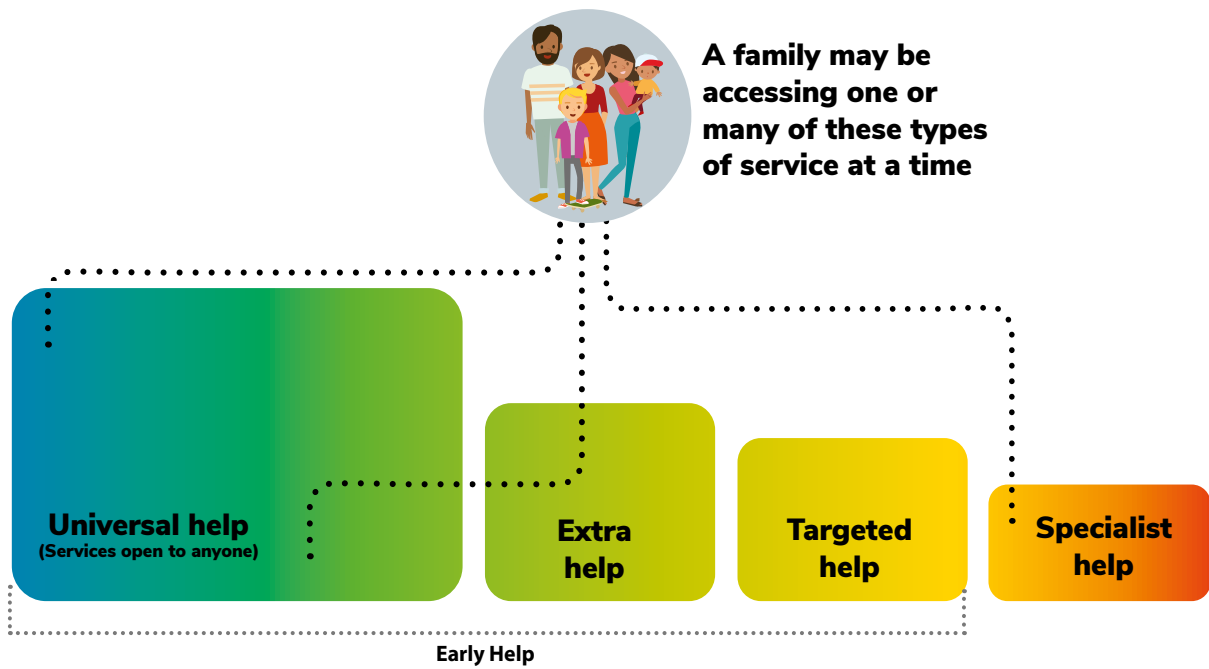 A family may be
accessing one or
many of these types
of service at a time
Universal help
(Services open to anyone)
Extra
help
Targeted
help
Specialist
help
Early Help